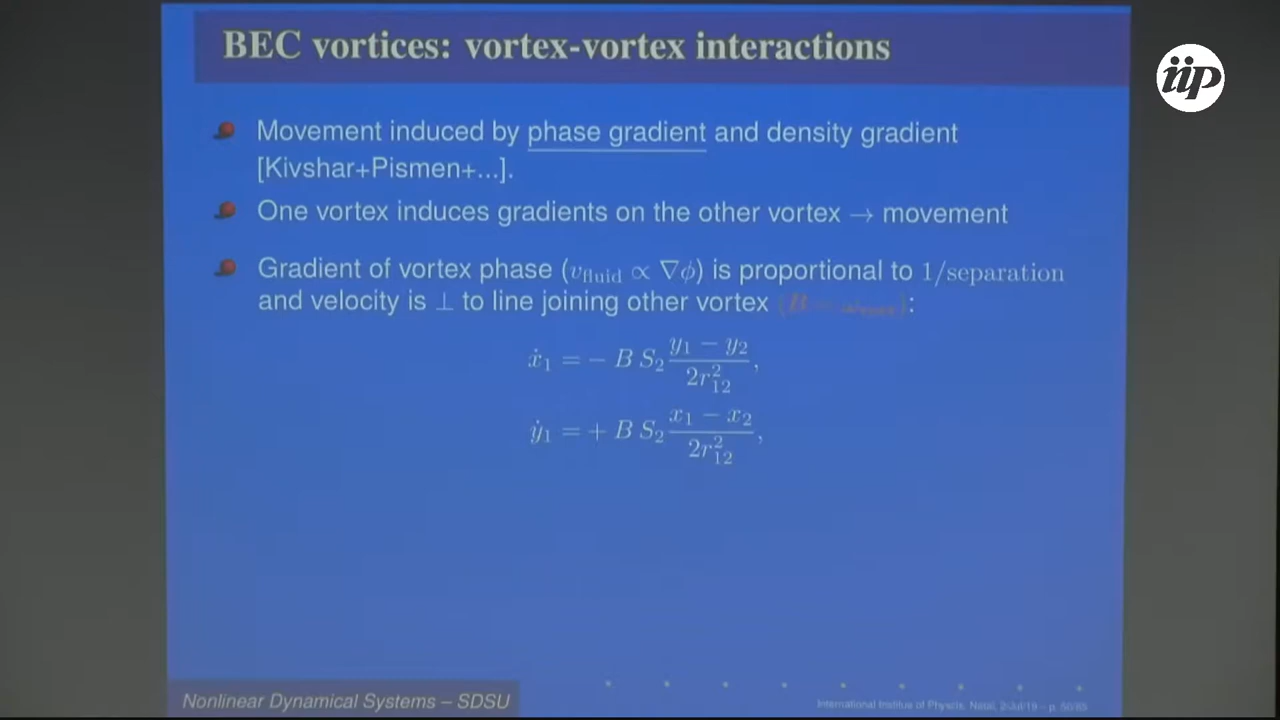 BEC vortices: vortex-vortex interactions
iip
Movement induced by phase gradient and density gradient
[Kivshar+Pismen+...].
One vortex induces gradients on the other vortex → movement
Gradient of vortex phase (v_fluid ∝ ∇ϕ) is proportional to 1/separation
and velocity is ⊥ to line joining other vortex
ẋ₁ = − B S₂ (y₁ − y₂)/(2r₁₂²),
ẏ₁ = + B S₂ (x₁ − x₂)/(2r₁₂²),
Nonlinear Dynamical Systems – SDSU